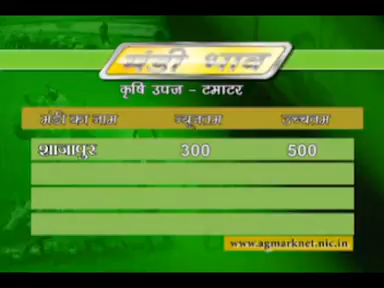 मंडी भाव
कृषि उपज - टमाटर
मंडी का नाम न्यूनतम उच्चतम
शाजापुर 300 500
www.agmarknet.nic.in